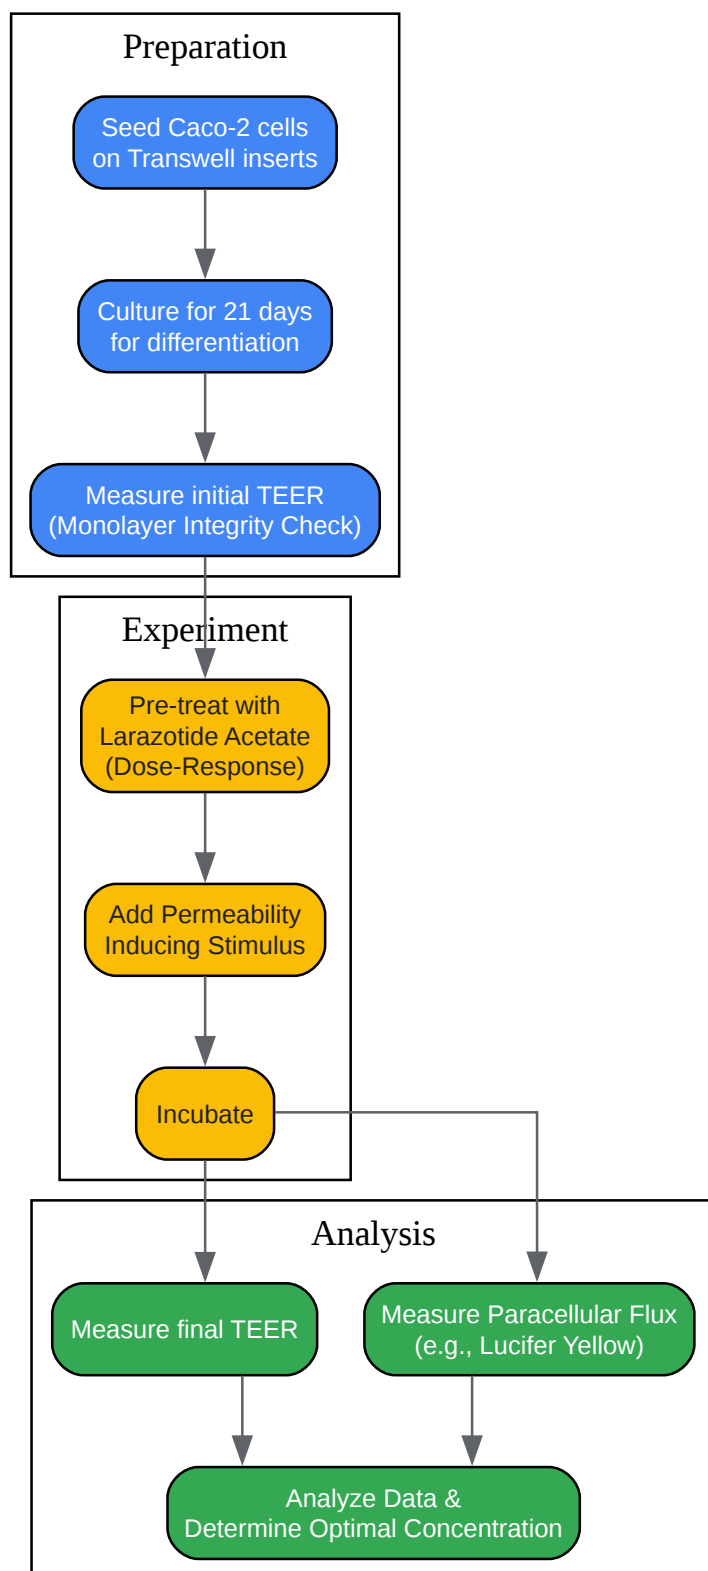 Preparation
Seed Caco-2 cells
on Transwell inserts
Culture for 21 days
for differentiation
Measure initial TEER
(Monolayer Integrity Check)
Experiment
Pre-treat with
Larazotide Acetate
(Dose-Response)
Add Permeability
Inducing Stimulus
Incubate
Analysis
Measure final TEER
Measure Paracellular Flux
(e.g., Lucifer Yellow)
Analyze Data &
Determine Optimal Concentration